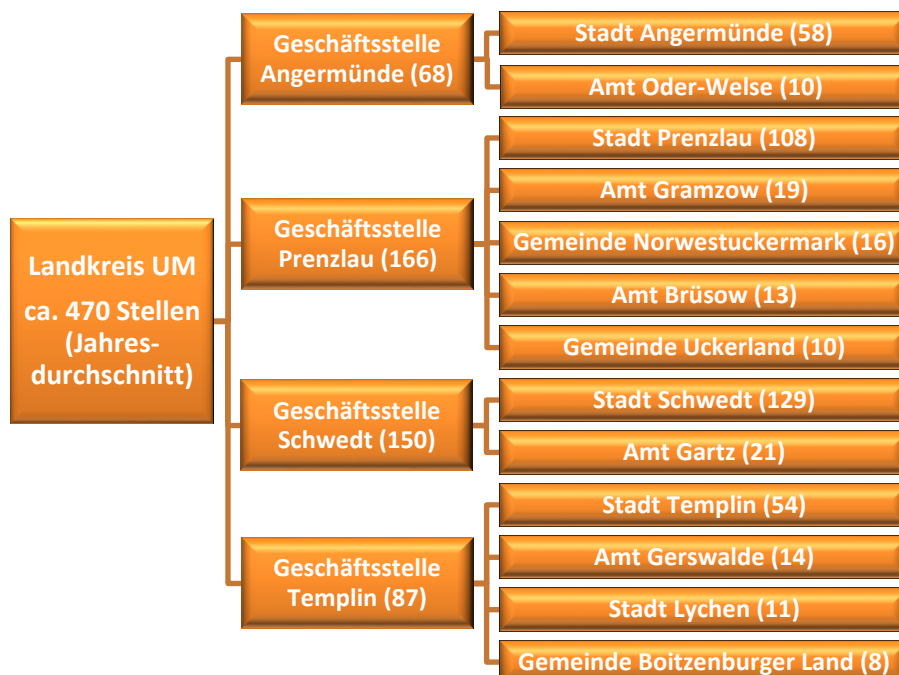 Landkreis UM
ca. 470 Stellen
(Jahres-
durchschnitt)
Geschäftsstelle
Angermünde (68)
Stadt Angermünde (58)
Amt Oder-Welse (10)
Geschäftsstelle
Prenzlau (166)
Stadt Prenzlau (108)
Amt Gramzow (19)
Gemeinde Norwestuckermark (16)
Amt Brüsow (13)
Gemeinde Uckerland (10)
Geschäftsstelle
Schwedt (150)
Stadt Schwedt (129)
Amt Gartz (21)
Geschäftsstelle
Templin (87)
Stadt Templin (54)
Amt Gerswalde (14)
Stadt Lychen (11)
Gemeinde Boitzenburger Land (8)